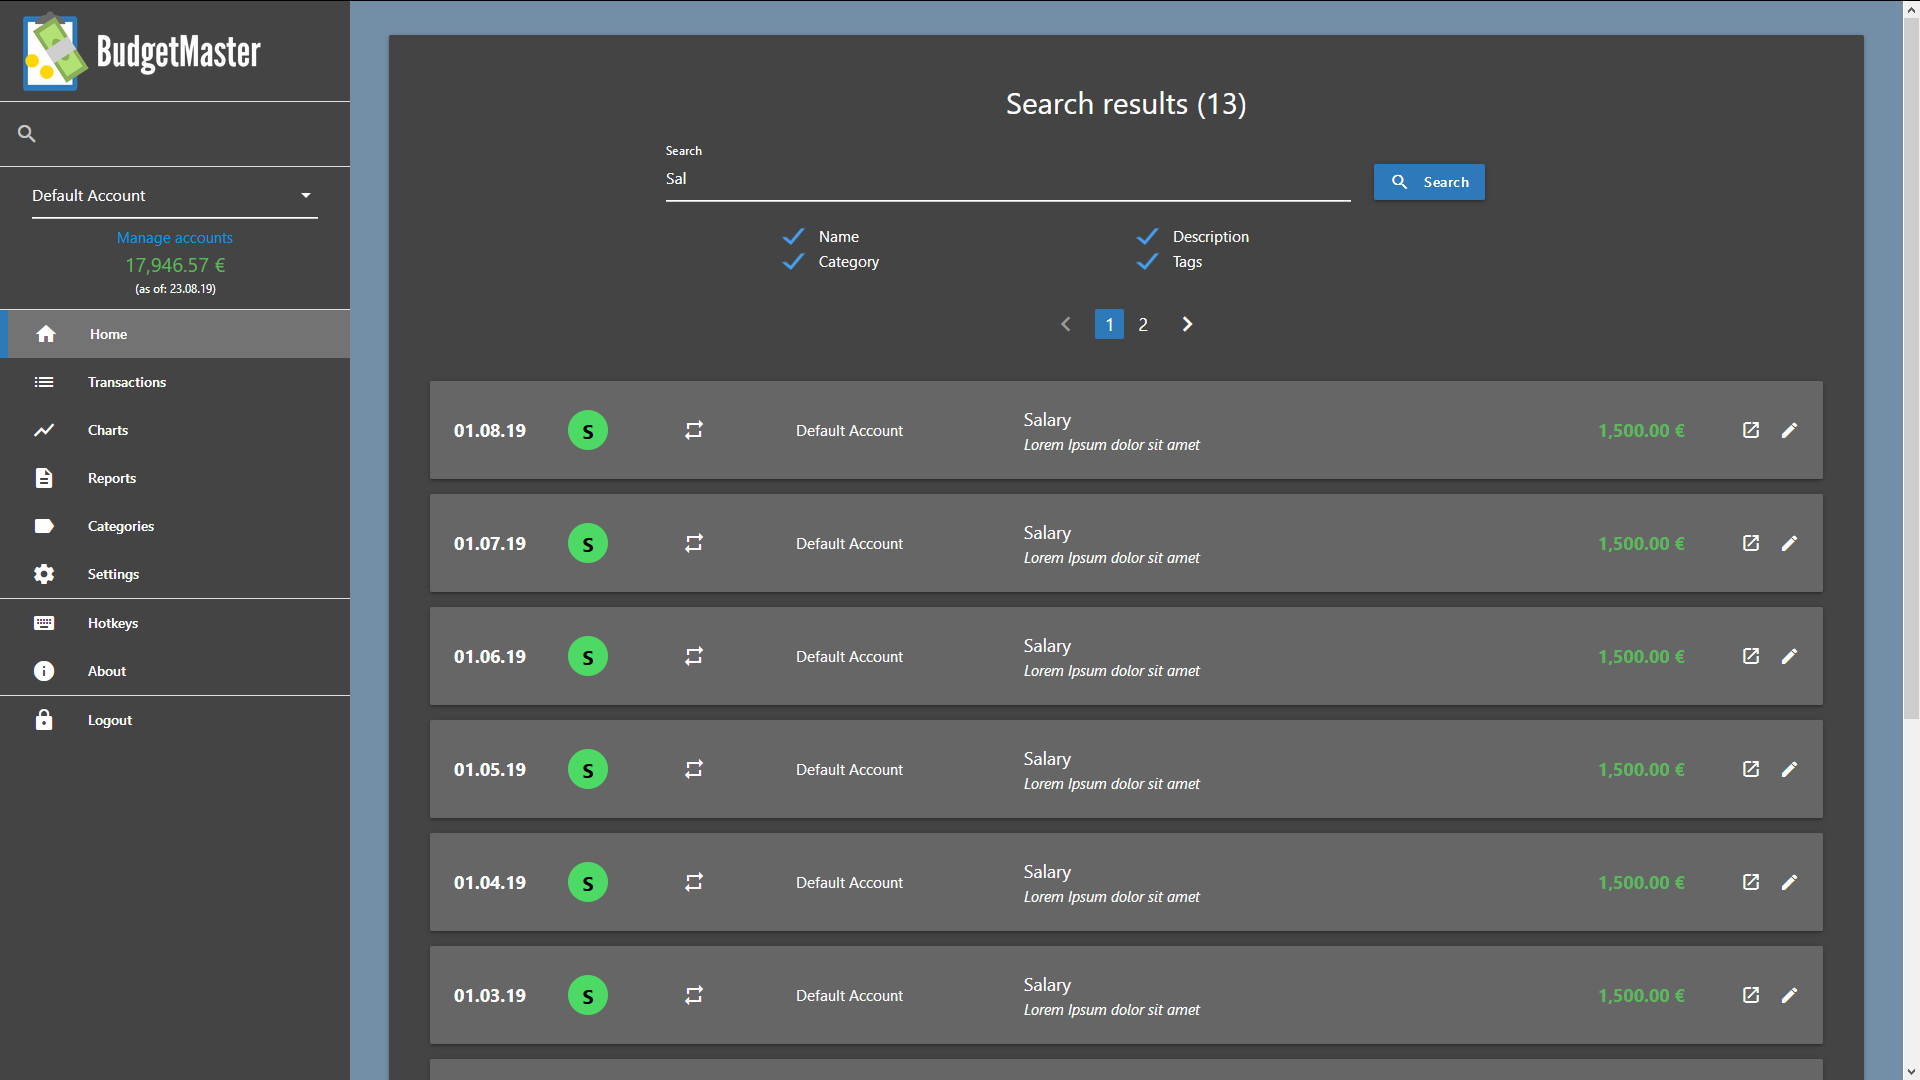 BudgetMaster
Default Account
Manage accounts
17,946.57 €
(as of: 23.08.19)
Home
Transactions
Charts
Reports
Categories
Settings
Hotkeys
About
Logout
Search results (13)
Search
Sal
Search
Name
Description
Category
Tags
1 2
01.08.19 S Default Account Salary 1,500.00 €
Lorem Ipsum dolor sit amet
01.07.19 S Default Account Salary 1,500.00 €
Lorem Ipsum dolor sit amet
01.06.19 S Default Account Salary 1,500.00 €
Lorem Ipsum dolor sit amet
01.05.19 S Default Account Salary 1,500.00 €
Lorem Ipsum dolor sit amet
01.04.19 S Default Account Salary 1,500.00 €
Lorem Ipsum dolor sit amet
01.03.19 S Default Account Salary 1,500.00 €
Lorem Ipsum dolor sit amet